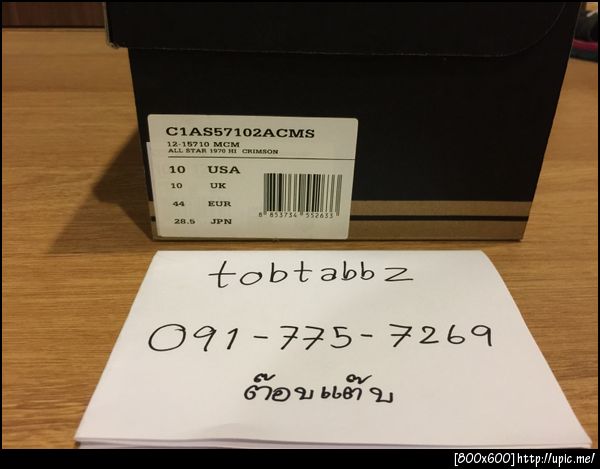 C1AS57102ACMS
12-15710 MCM
ALL STAR 1970 HI CRIMSON
10 USA
10 UK
44 EUR
28.5 JPN
8 853734 552633
tobtabbz
091-775-7269
ต๊อบแต๊บ
[800x600]http://upic.me/